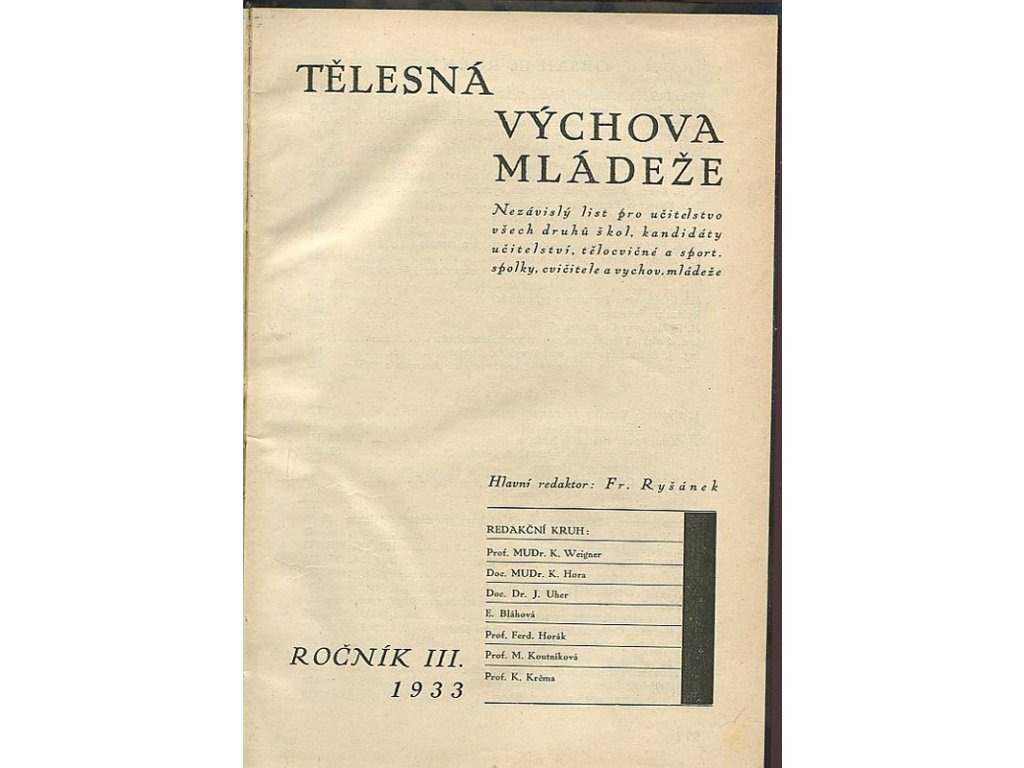 TĚLESNÁ
VÝCHOVA
MLÁDEŽE
Nezávislý list pro učitelstvo
všech druhů škol, kandidáty
učitelství, tělocvičné a sport.
spolky, cvičitele a vychov. mládeže
Hlavní redaktor: Fr. Ryšánek
REDAKČNÍ KRUH:
Prof. MUDr. K. Weigner
Doc. MUDr. K. Hora
Doc. Dr. J. Uher
E. Bláhová
Prof. Ferd. Horák
Prof. M. Koutníková
Prof. K. Krčma
ROČNÍK III.
1933